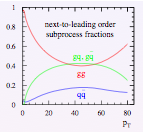 1.0
0.8
0.6
0.4
0.2
0
next-to-leading order
subprocess fractions
gq, gq̄
gg
qq
0 20 40 60 80
pT